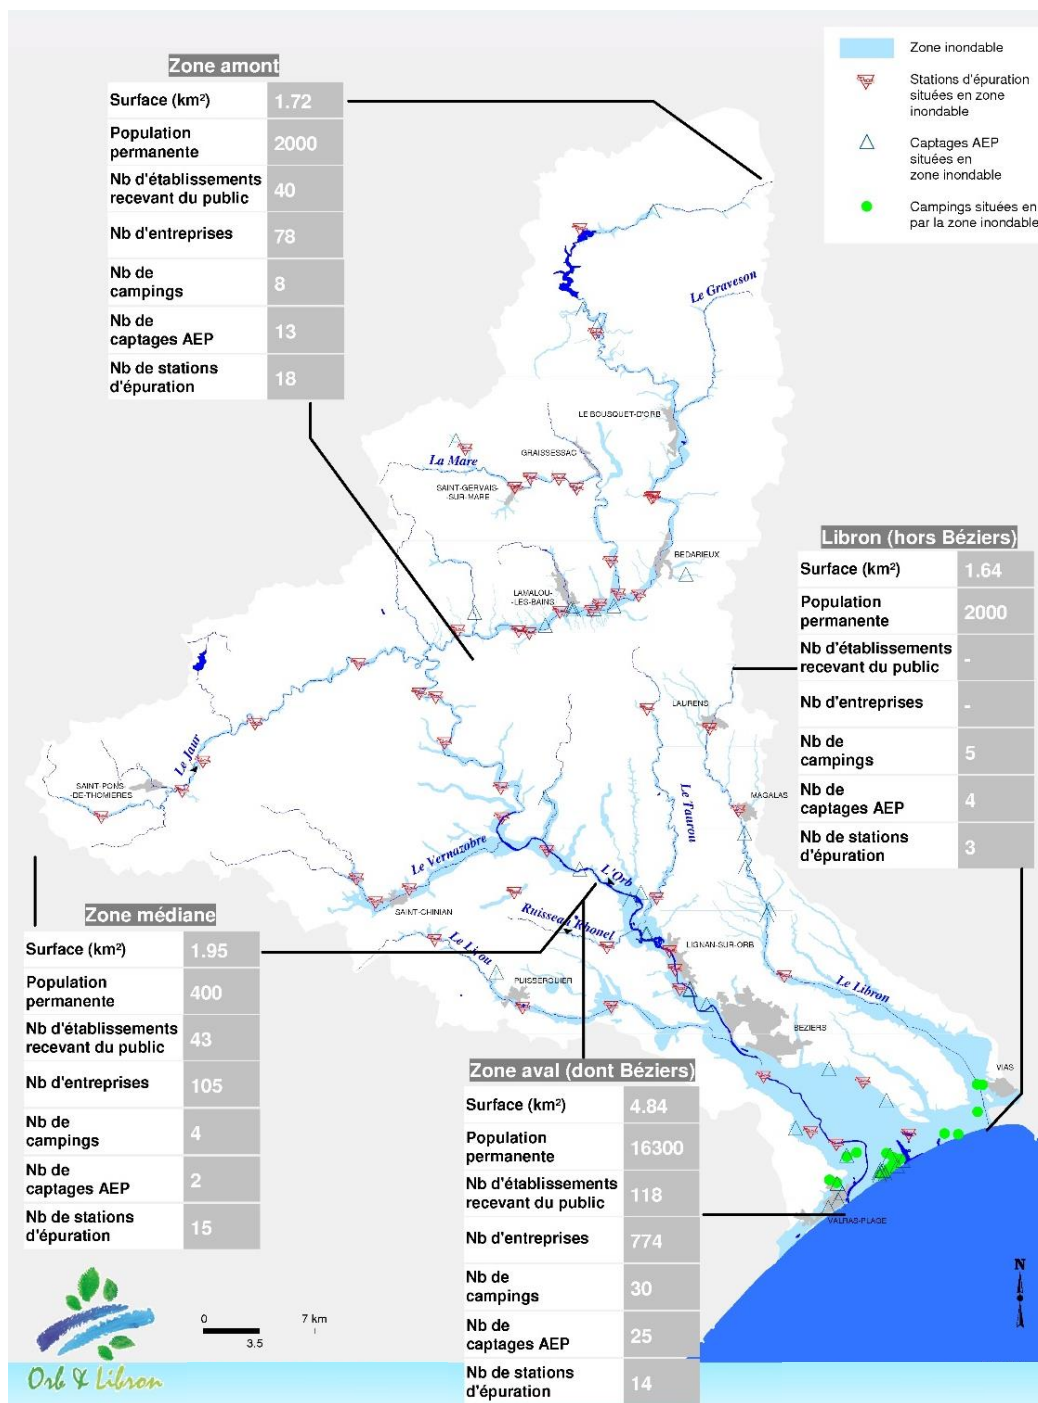 Zone inondable
Stations d'épuration
situées en zone
inondable
Captages AEP
situées en
zone inondable
Campings situées en
par la zone inondable
Zone amont
Surface (km²) 1.72
Population
permanente 2000
Nb d'établissements
recevant du public 40
Nb d'entreprises 78
Nb de
campings 8
Nb de
captages AEP 13
Nb de stations
d'épuration 18
Le Graveson
LE BOUSQUET-D'ORB
GRAISSESSAC
La Mare
SAINT-GERVAIS-
-SUR-MARE
BEDARIEUX
LAMALOU-
-LES-BAINS
Libron (hors Béziers)
Surface (km²) 1.64
Population
permanente 2000
Nb d'établissements
recevant du public -
Nb d'entreprises -
Nb de
campings 5
Nb de
captages AEP 4
Nb de stations
d'épuration 3
LAURENS
Le Jaur
SAINT-PONS-
-DE-THOMIERES
MAGALAS
Le Taurou
Le Vernazobre
L'Orb
SAINT-CHINIAN
Ruisseau Rhonel
Le Lirou
LIGNAN-SUR-ORB
PUISSERGUIER
Le Libron
BEZIERS
VIAS
VALRAS-PLAGE
Zone médiane
Surface (km²) 1.95
Population
permanente 400
Nb d'établissements
recevant du public 43
Nb d'entreprises 105
Nb de
campings 4
Nb de
captages AEP 2
Nb de stations
d'épuration 15
Zone aval (dont Béziers)
Surface (km²) 4.84
Population
permanente 16300
Nb d'établissements
recevant du public 118
Nb d'entreprises 774
Nb de
campings 30
Nb de
captages AEP 25
Nb de stations
d'épuration 14
N
0 7 km
3.5
Orb & Libron